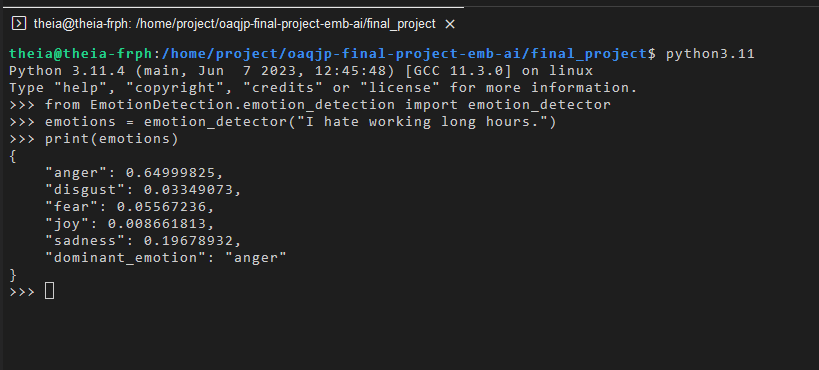 theia@theia-frph: /home/project/oaqjp-final-project-emb-ai/final_project ×
theia@theia-frph:/home/project/oaqjp-final-project-emb-ai/final_project$ python3.11
Python 3.11.4 (main, Jun  7 2023, 12:45:48) [GCC 11.3.0] on linux
Type "help", "copyright", "credits" or "license" for more information.
>>> from EmotionDetection.emotion_detection import emotion_detector
>>> emotions = emotion_detector("I hate working long hours.")
>>> print(emotions)
{
    "anger": 0.64999825,
    "disgust": 0.03349073,
    "fear": 0.05567236,
    "joy": 0.008661813,
    "sadness": 0.19678932,
    "dominant_emotion": "anger"
}
>>>